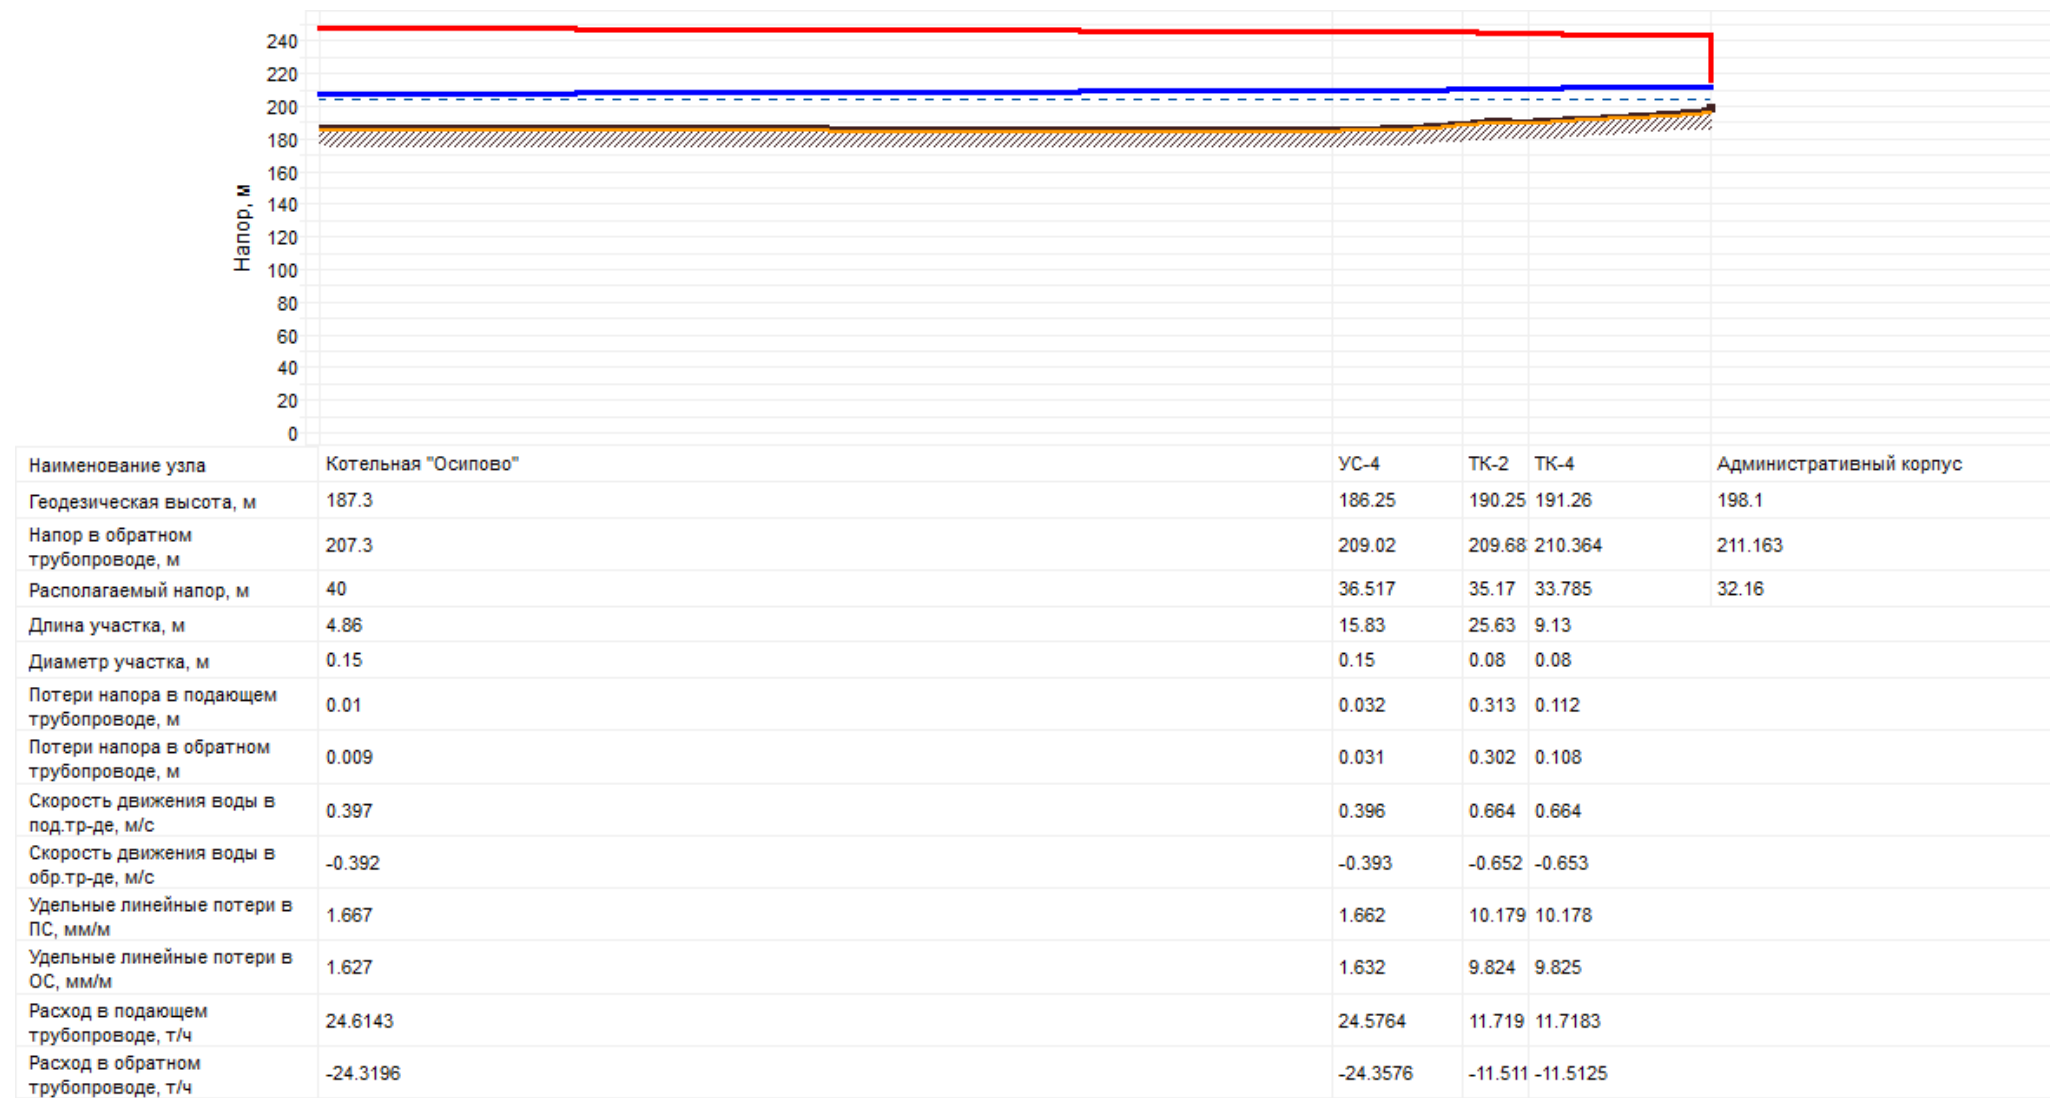 240
220
200
180
160
140
120
100
80
60
40
20
0
Напор, м
Наименование узла Котельная "Осипово" УС-4 ТК-2 ТК-4 Административный корпус
Геодезическая высота, м 187.3 186.25 190.25 191.26 198.1
Напор в обратном
трубопроводе, м 207.3 209.02 209.68 210.364 211.163
Располагаемый напор, м 40 36.517 35.17 33.785 32.16
Длина участка, м 4.86 15.83 25.63 9.13
Диаметр участка, м 0.15 0.15 0.08 0.08
Потери напора в подающем
трубопроводе, м 0.01 0.032 0.313 0.112
Потери напора в обратном
трубопроводе, м 0.009 0.031 0.302 0.108
Скорость движения воды в
под.тр-де, м/с 0.397 0.396 0.664 0.664
Скорость движения воды в
обр.тр-де, м/с -0.392 -0.393 -0.652 -0.653
Удельные линейные потери в
ПС, мм/м 1.667 1.662 10.179 10.178
Удельные линейные потери в
ОС, мм/м 1.627 1.632 9.824 9.825
Расход в подающем
трубопроводе, т/ч 24.6143 24.5764 11.719 11.7183
Расход в обратном
трубопроводе, т/ч -24.3196 -24.3576 -11.511 -11.5125